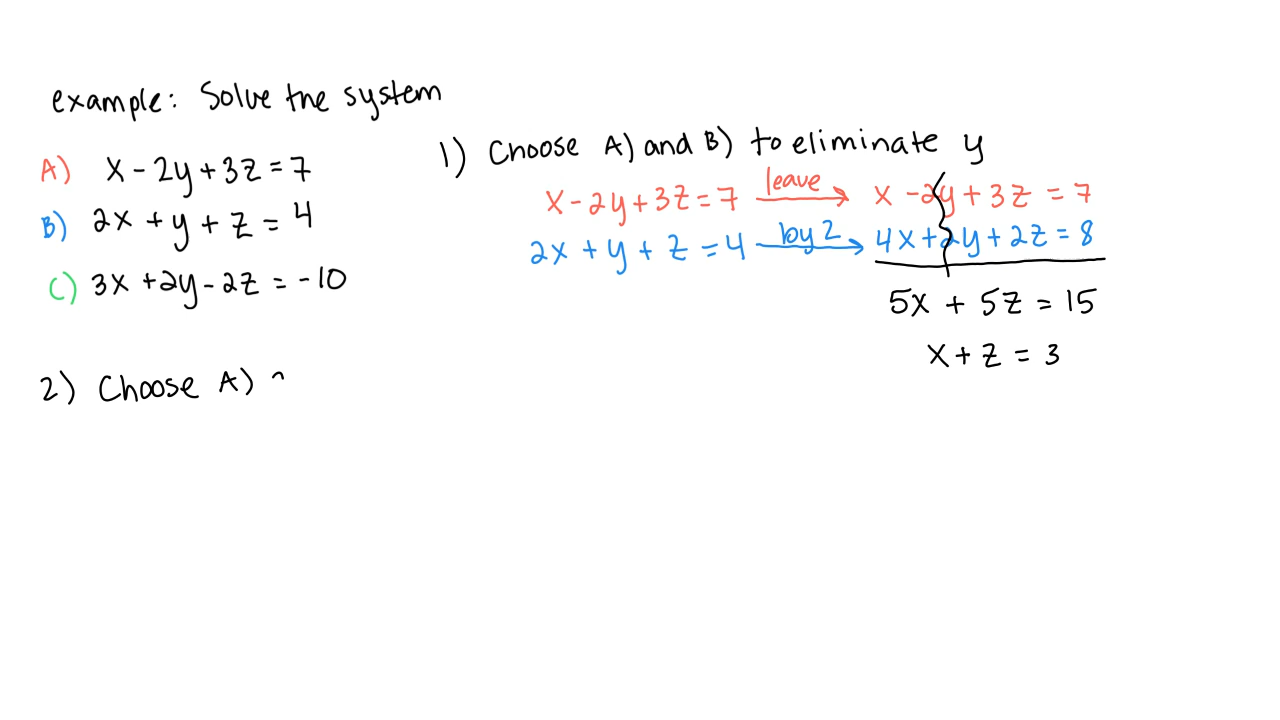 example: Solve the system
A) x - 2y + 3z = 7
B) 2x + y + z = 4
C) 3x + 2y - 2z = -10
1) Choose A) and B) to eliminate y
x - 2y + 3z = 7 leave → x - 2y + 3z = 7
2x + y + z = 4 by 2 → 4x + 2y + 2z = 8
5x + 5z = 15
x + z = 3
2) Choose A)